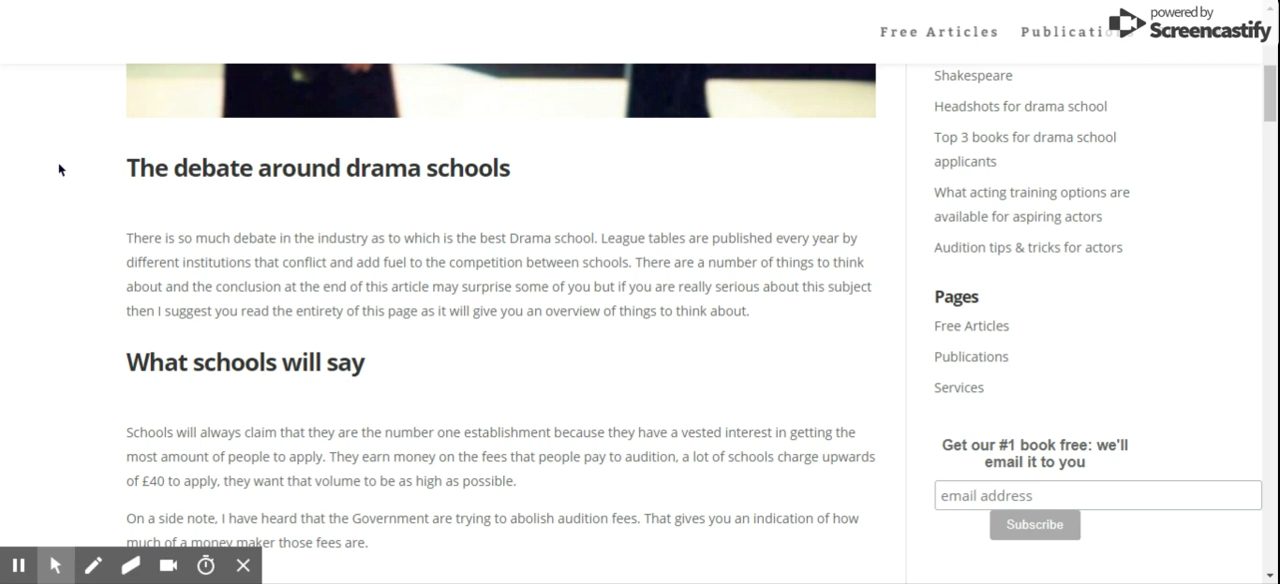 powered by
Screencastify
Free Articles
Shakespeare
Headshots for drama school
Top 3 books for drama school
applicants
What acting training options are
available for aspiring actors
Audition tips & tricks for actors
The debate around drama schools
There is so much debate in the industry as to which is the best Drama school. League tables are published every year by
different institutions that conflict and add fuel to the competition between schools. There are a number of things to think
about and the conclusion at the end of this article may surprise some of you but if you are really serious about this subject
then I suggest you read the entirety of this page as it will give you an overview of things to think about.
What schools will say
Schools will always claim that they are the number one establishment because they have a vested interest in getting the
most amount of people to apply. They earn money on the fees that people pay to audition, a lot of schools charge upwards
of £40 to apply, they want that volume to be as high as possible.
On a side note, I have heard that the Government are trying to abolish audition fees. That gives you an indication of how
much of a money maker those fees are.
Pages
Free Articles
Publications
Services
Get our #1 book free: we'll
email it to you
email address
Subscribe